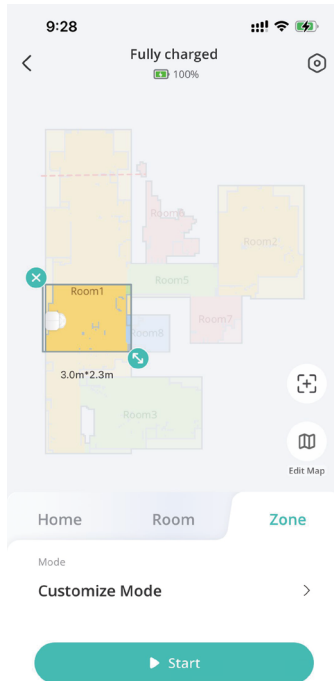 9:28
Fully charged
100%
Room2
Room5
Room1
Room7
Room8
3.0m*2.3m
Room3
Edit Map
Home
Room
Zone
Mode
Customize Mode
Start